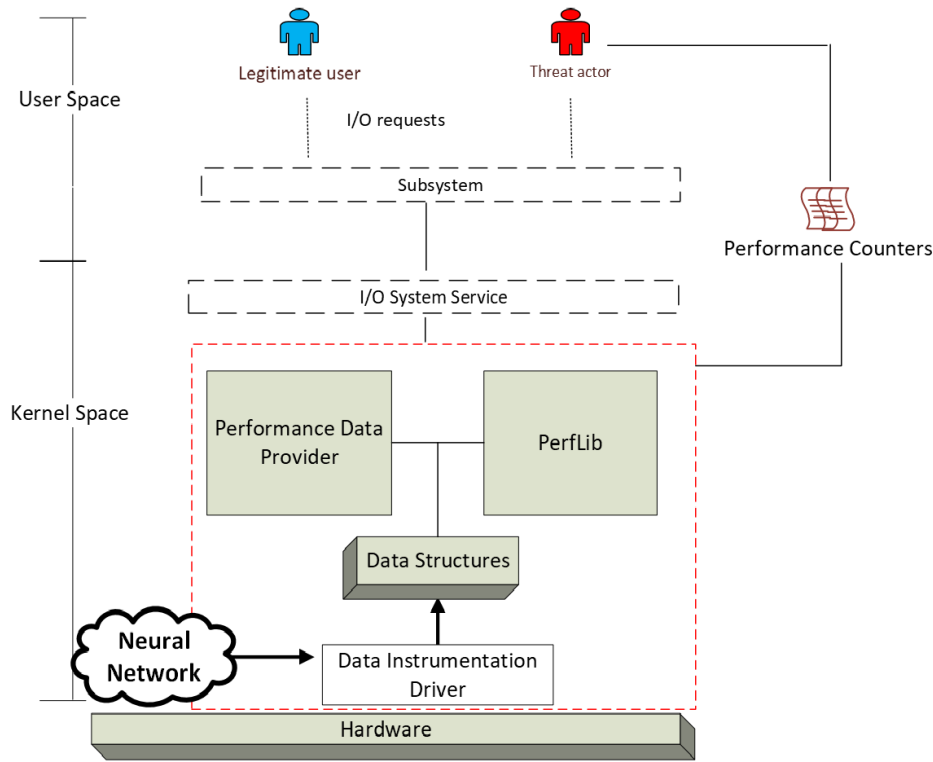 Legitimate user
Threat actor
User Space
I/O requests
Subsystem
Performance Counters
I/O System Service
Kernel Space
Performance Data
Provider
PerfLib
Data Structures
Neural
Network
Data Instrumentation
Driver
Hardware